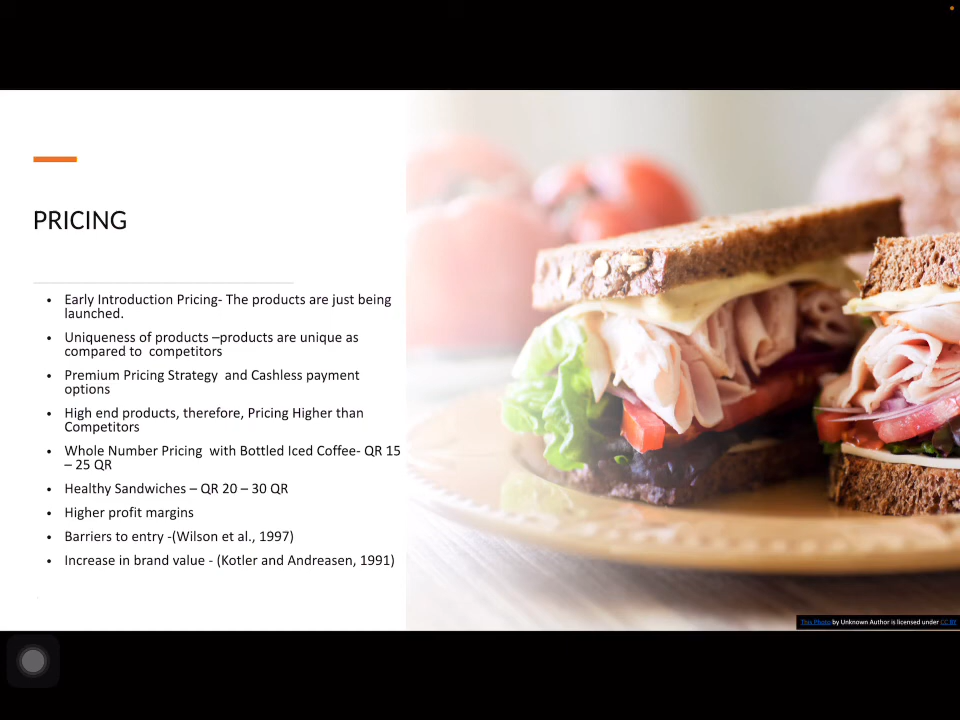 PRICING
• Early Introduction Pricing- The products are just being
launched.
• Uniqueness of products –products are unique as
compared to  competitors
• Premium Pricing Strategy  and Cashless payment
options
• High end products, therefore, Pricing Higher than
Competitors
• Whole Number Pricing  with Bottled Iced Coffee- QR 15
– 25 QR
• Healthy Sandwiches – QR 20 – 30 QR
• Higher profit margins
• Barriers to entry -(Wilson et al., 1997)
• Increase in brand value - (Kotler and Andreasen, 1991)
This Photo by Unknown Author is licensed under CC BY